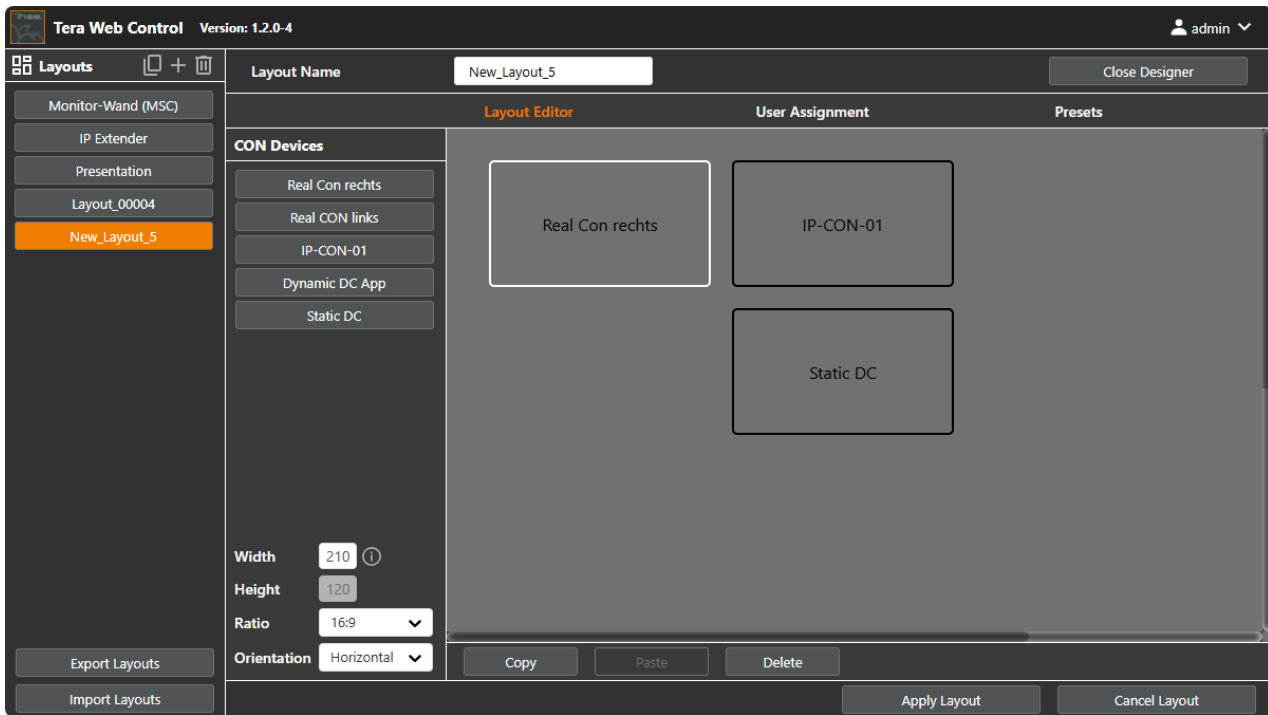 Tera Web Control Version: 1.2.0-4
admin
Layouts
Layout Name New_Layout_5 Close Designer
Monitor-Wand (MSC)
IP Extender
Presentation
Layout_00004
New_Layout_5
Export Layouts
Import Layouts
Layout Editor User Assignment Presets
CON Devices
Real Con rechts
Real CON links
IP-CON-01
Dynamic DC App
Static DC
Width 210
Height 120
Ratio 16:9
Orientation Horizontal
Real Con rechts IP-CON-01
Static DC
Copy Paste Delete
Apply Layout Cancel Layout